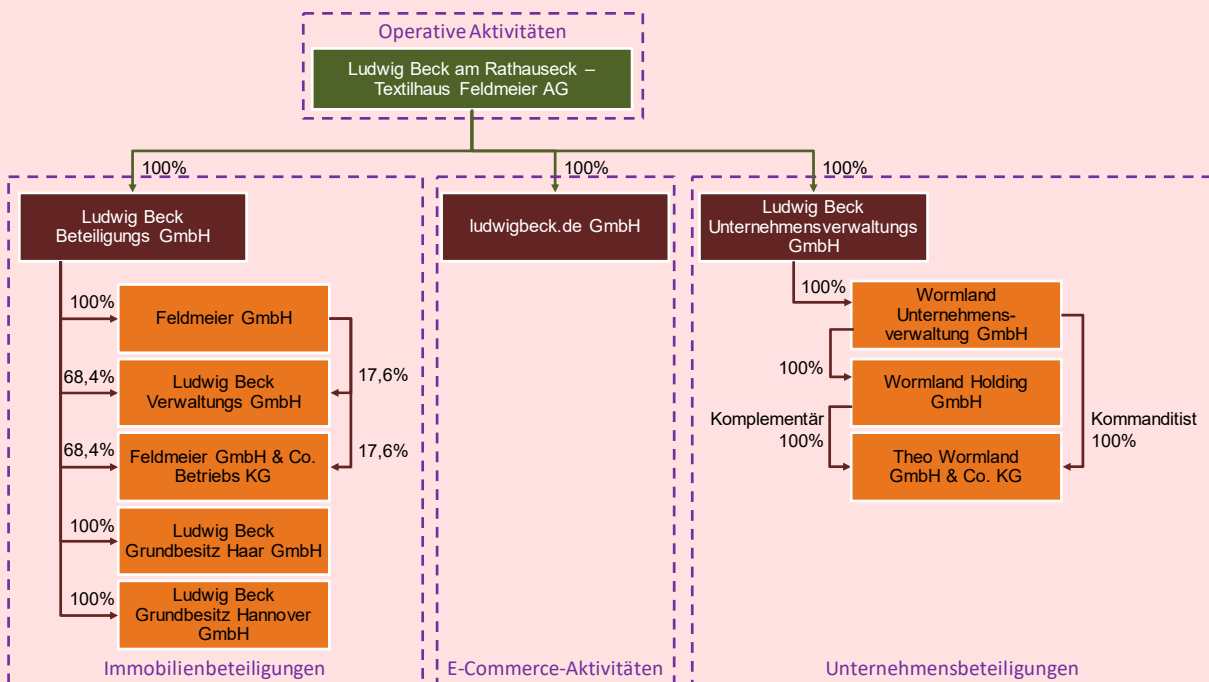 Operative Aktivitäten
Ludwig Beck am Rathauseck –
Textilhaus Feldmeier AG
100%
100%
100%
Ludwig Beck
Beteiligungs GmbH
100%
Feldmeier GmbH
68,4%
Ludwig Beck
Verwaltungs GmbH
17,6%
68,4%
Feldmeier GmbH & Co.
Betriebs KG
17,6%
100%
Ludwig Beck
Grundbesitz Haar GmbH
100%
Ludwig Beck
Grundbesitz Hannover
GmbH
Immobilienbeteiligungen
ludwigbeck.de GmbH
E-Commerce-Aktivitäten
Ludwig Beck
Unternehmensverwaltungs
GmbH
100%
Wormland
Unternehmens-
verwaltung GmbH
100%
Wormland Holding
GmbH
Komplementär
100%
Kommanditist
100%
Theo Wormland
GmbH & Co. KG
Unternehmensbeteiligungen